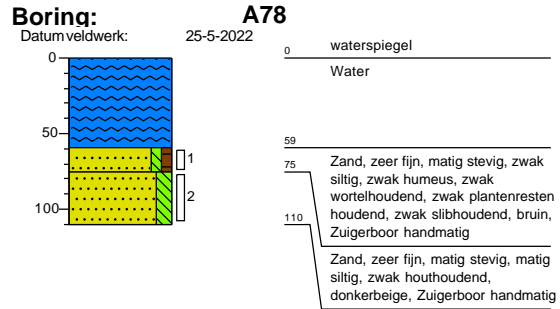 Boring: A78
Datum veldwerk: 25-5-2022
0
50
100
1
2
0 waterspiegel
Water
59
75 Zand, zeer fijn, matig stevig, zwak
siltig, zwak humeus, zwak
wortelhoudend, zwak plantenresten
houdend, zwak slibhoudend, bruin,
Zuigerboor handmatig
110
Zand, zeer fijn, matig stevig, matig
siltig, zwak houthoudend,
donkerbeige, Zuigerboor handmatig